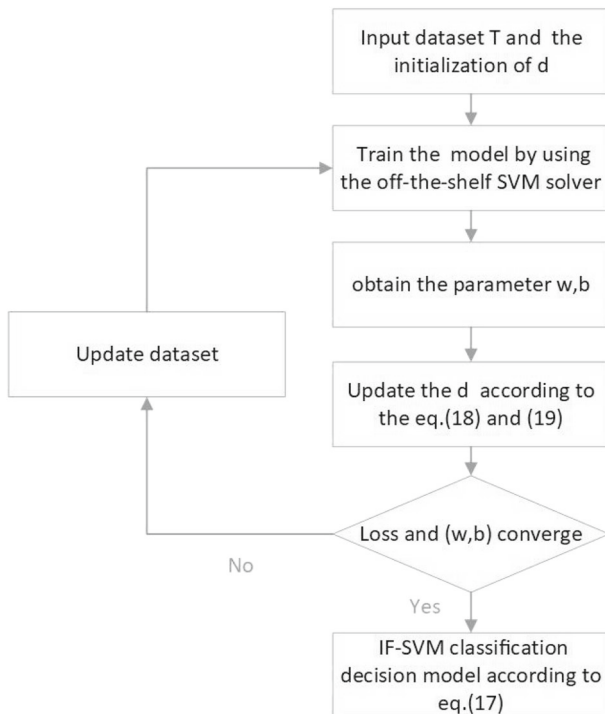 Input dataset T and the
initialization of d
Train the model by using
the off-the-shelf SVM solver
obtain the parameter w,b
Update dataset
Update the d according to
the eq.(18) and (19)
Loss and (w,b) converge
No
Yes
IF-SVM classification
decision model according to
eq.(17)